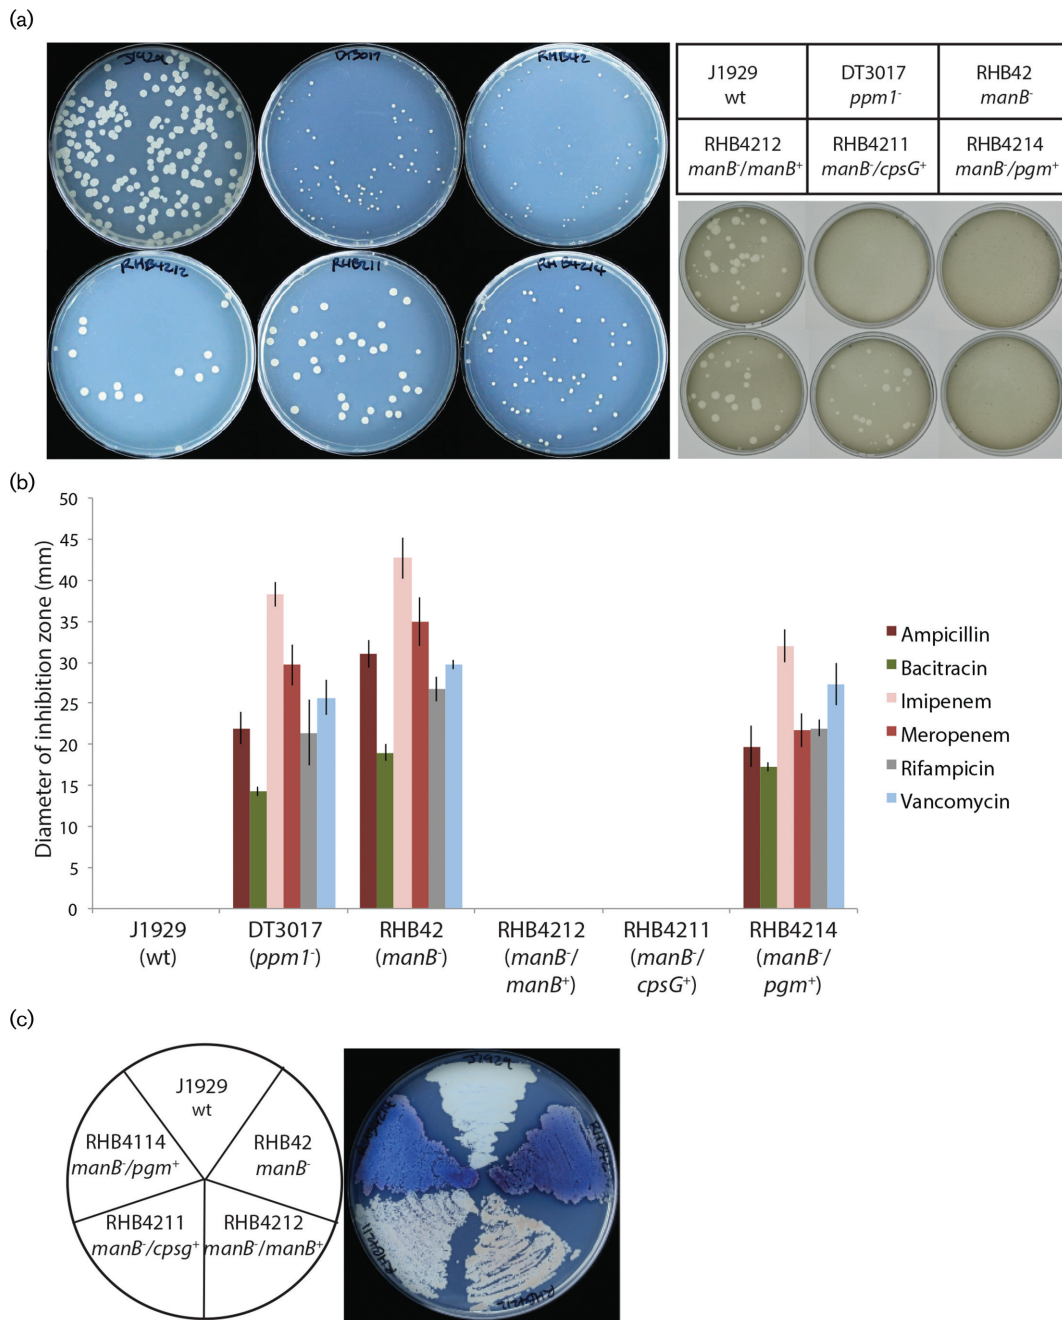 (a)
J1929
DT3017
RHB42
RHB4212
RHB211
RHB4214
J1929
wt
DT3017
ppm1-
RHB42
manB-
RHB4212
manB-/manB+
RHB4211
manB-/cpsG+
RHB4214
manB-/pgm+
(b)
Diameter of inhibition zone (mm)
50
45
40
35
30
25
20
15
10
5
0
J1929
(wt)
DT3017
(ppm1-)
RHB42
(manB-)
RHB4212
(manB-/
manB+)
RHB4211
(manB-/
cpsG+)
RHB4214
(manB-/
pgm+)
Ampicillin
Bacitracin
Imipenem
Meropenem
Rifampicin
Vancomycin
(c)
J1929
wt
RHB4114
manB-/pgm+
RHB42
manB-
RHB4211
manB-/cpsg+
RHB4212
manB-/manB+
J1929
RHB42
RHB4211
RHB4212